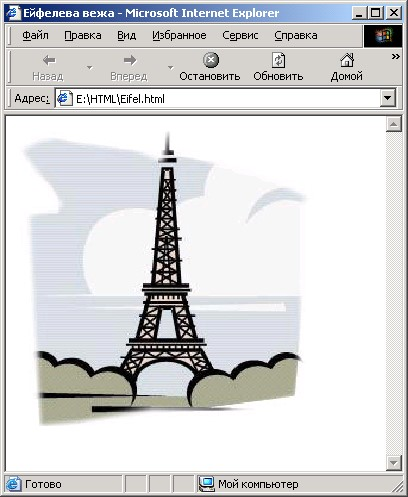 Ейфелева вежа - Microsoft Internet Explorer
Файл Правка Вид Избранное Сервис Справка
Назад Вперед Остановить Обновить Домой »
Адрес: E:\HTML\Eifel.html
Готово Мой компьютер